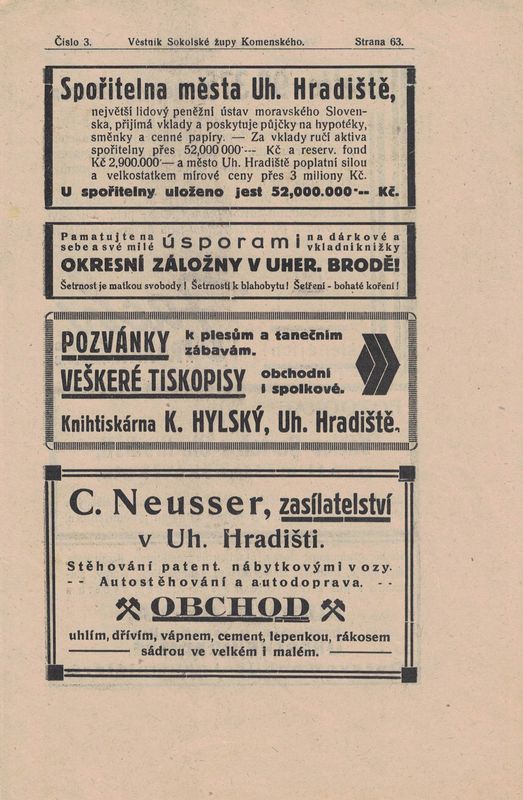 Číslo 3. Věstník Sokolské župy Komenského. Strana 63.
Spořitelna města Uh. Hradiště,
největší lidový peněžní ústav moravského Sloven-
ska, přijímá vklady a poskytuje půjčky na hypotéky,
směnky a cenné papíry. — Za vklady ručí aktiva
spořitelny přes 52,000 000·-- Kč a reserv. fond
Kč 2,900.000·— a město Uh. Hradiště poplatní silou
a velkostatkem mírové ceny přes 3 miliony Kč.
U spořitelny uloženo jest 52,000.000·-- Kč.
Pamatujte na sebe a své milé úsporami na dárkové a vkladní knížky
OKRESNÍ ZÁLOŽNY V UHER. BRODĚ!
Šetrnost je matkou svobody! Šetrností k blahobytu! Šetření - bohaté koření!
POZVÁNKY k plesům a tanečním zábavám.
VEŠKERÉ TISKOPISY obchodní i spolkové.
Knihtiskárna K. HYLSKÝ, Uh. Hradiště.
C. Neusser, zasílatelství
v Uh. Hradišti.
Stěhování patent. nábytkovými vozy.
-- Autostěhování a autodoprava. --
OBCHOD
uhlím, dřívím, vápnem, cement, lepenkou, rákosem
sádrou ve velkém i malém.